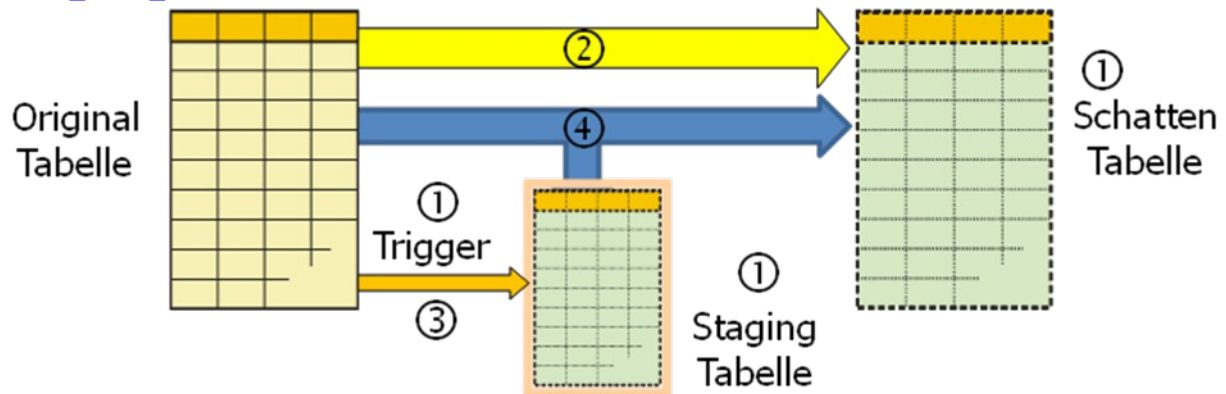 ②
Original
Tabelle
④
①
Schatten
Tabelle
①
Trigger
③
①
Staging
Tabelle